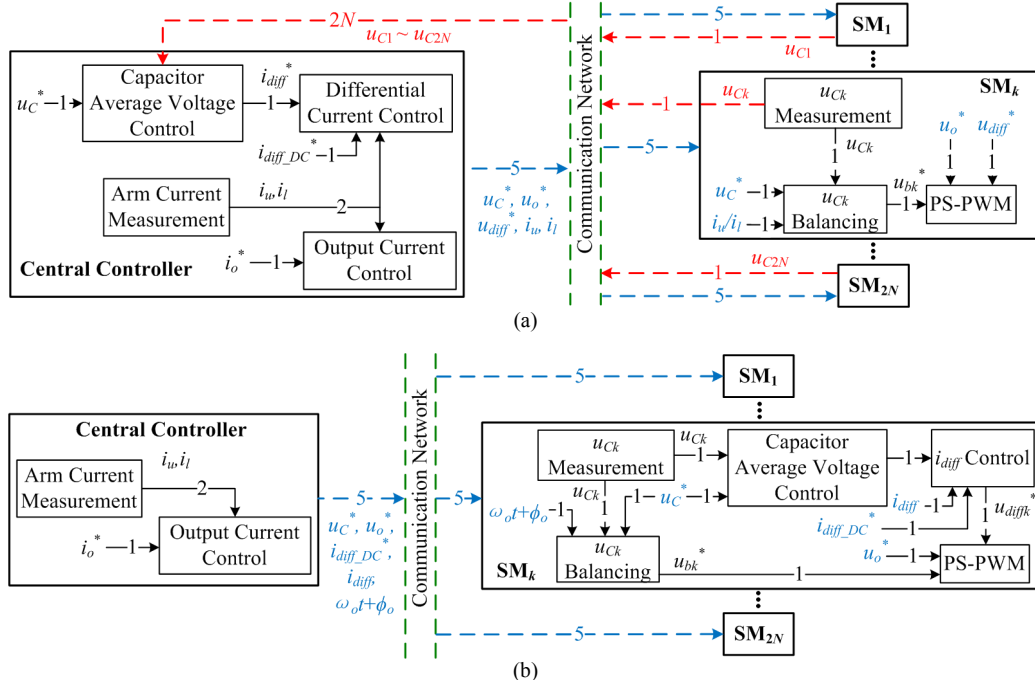 2N
u_C1 ~ u_C2N
Capacitor
Average Voltage
Control
u_C* 1
i_diff*
1
Differential
Current Control
i_diff_DC* 1
Arm Current
Measurement
i_u,i_l
2
i_o* 1
Output Current
Control
Central Controller
5
u_C*, u_o*,
u_diff*, i_u, i_l
Communication Network
5
1
u_C1
SM_1
u_Ck
1
5
SM_k
u_Ck
Measurement
1
u_Ck
u_o*
1
u_diff*
1
u_C* 1
i_u/i_l 1
u_Ck
Balancing
u_bk*
1
PS-PWM
u_C2N
1
5
SM_2N
(a)
Central Controller
Arm Current
Measurement
i_u,i_l
2
i_o* 1
Output Current
Control
5
u_C*, u_o*,
i_diff_DC*,
i_diff,
ω_ot+ϕ_o
Communication Network
5
SM_1
5
SM_k
u_Ck
Measurement
u_Ck
1
u_Ck
1
Capacitor
Average Voltage
Control
1
i_diff Control
1 u_C* 1
ω_ot+ϕ_o 1
i_diff 1
i_diff_DC* 1
u_diffk*
1
u_Ck
Balancing
u_bk*
1
u_o* 1
PS-PWM
5
SM_2N
(b)